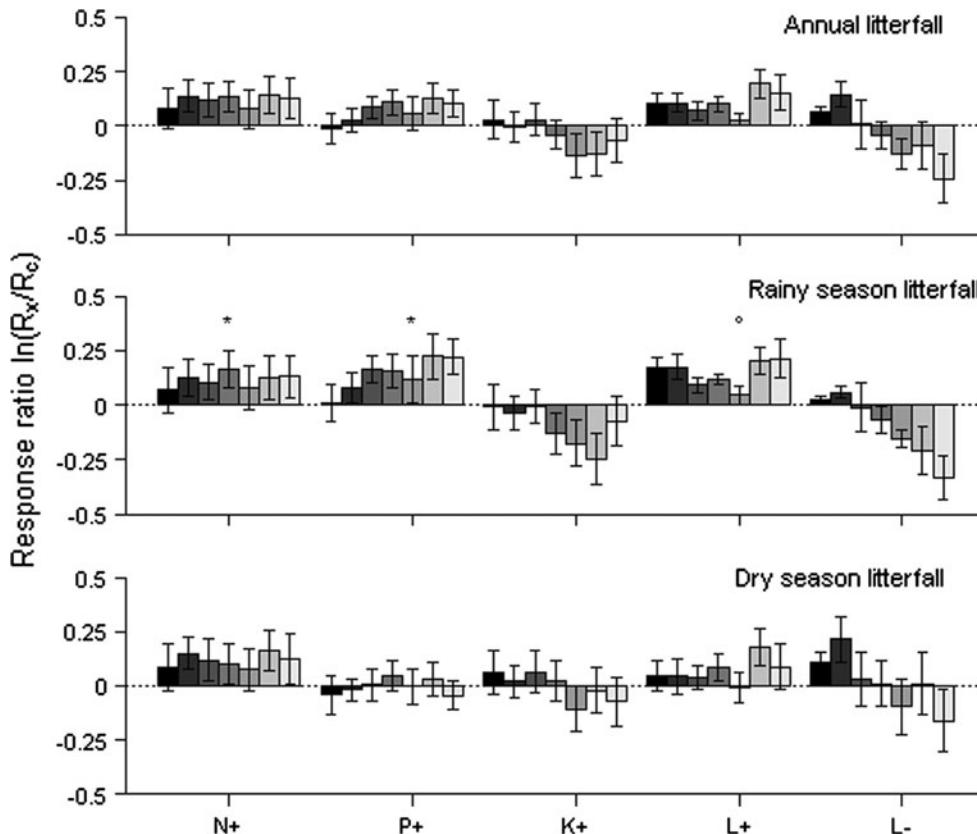 Annual litterfall
0.5
0.25
0
-0.25
-0.5
Rainy season litterfall
0.5
* * °
0.25
0
-0.25
-0.5
Dry season litterfall
0.5
0.25
0
-0.25
-0.5
N+ P+ K+ L+ L-
Response ratio ln(Rx/Rc)